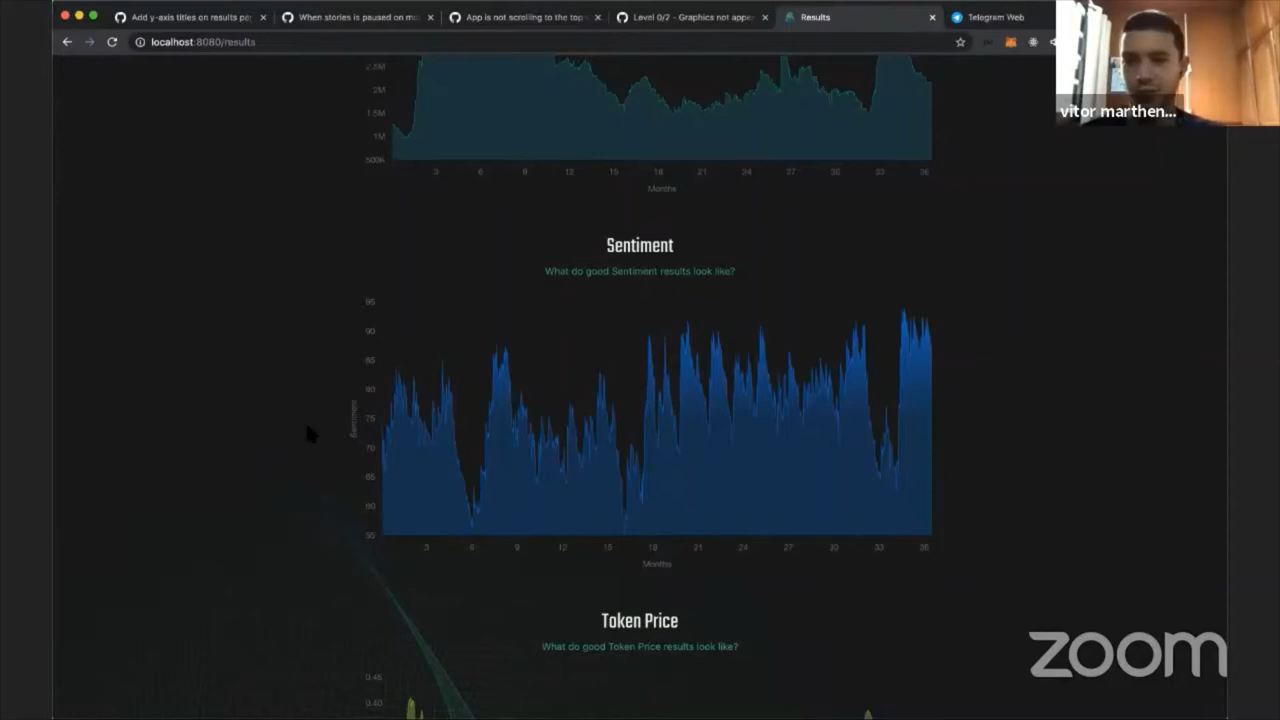 Add y-axis titles on results pa
When stories is paused on mo
App is not scrolling to the top
Level 0/2 - Graphics not appe
Results
Telegram Web
localhost:8080/results
vitor marthen...
2.5M
2M
1.5M
1M
500K
3 6 9 12 15 18 21 24 27 30 33 36
Months
Sentiment
What do good Sentiment results look like?
95
90
85
80
75
70
65
60
55
Sentiment
3 6 9 12 15 18 21 24 27 30 33 36
Months
Token Price
What do good Token Price results look like?
0.45
0.40
zoom